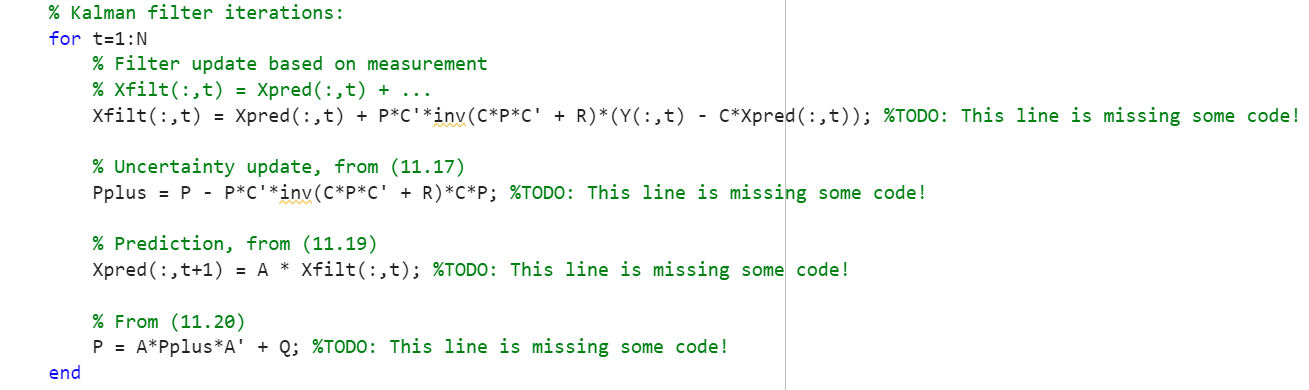 % Kalman filter iterations:
for t=1:N
% Filter update based on measurement
% Xfilt(:,t) = Xpred(:,t) + ...
Xfilt(:,t) = Xpred(:,t) + P*C'*inv(C*P*C' + R)*(Y(:,t) - C*Xpred(:,t)); %TODO: This line is missing some code!
% Uncertainty update, from (11.17)
Pplus = P - P*C'*inv(C*P*C' + R)*C*P; %TODO: This line is missing some code!
% Prediction, from (11.19)
Xpred(:,t+1) = A * Xfilt(:,t); %TODO: This line is missing some code!
% From (11.20)
P = A*Pplus*A' + Q; %TODO: This line is missing some code!
end